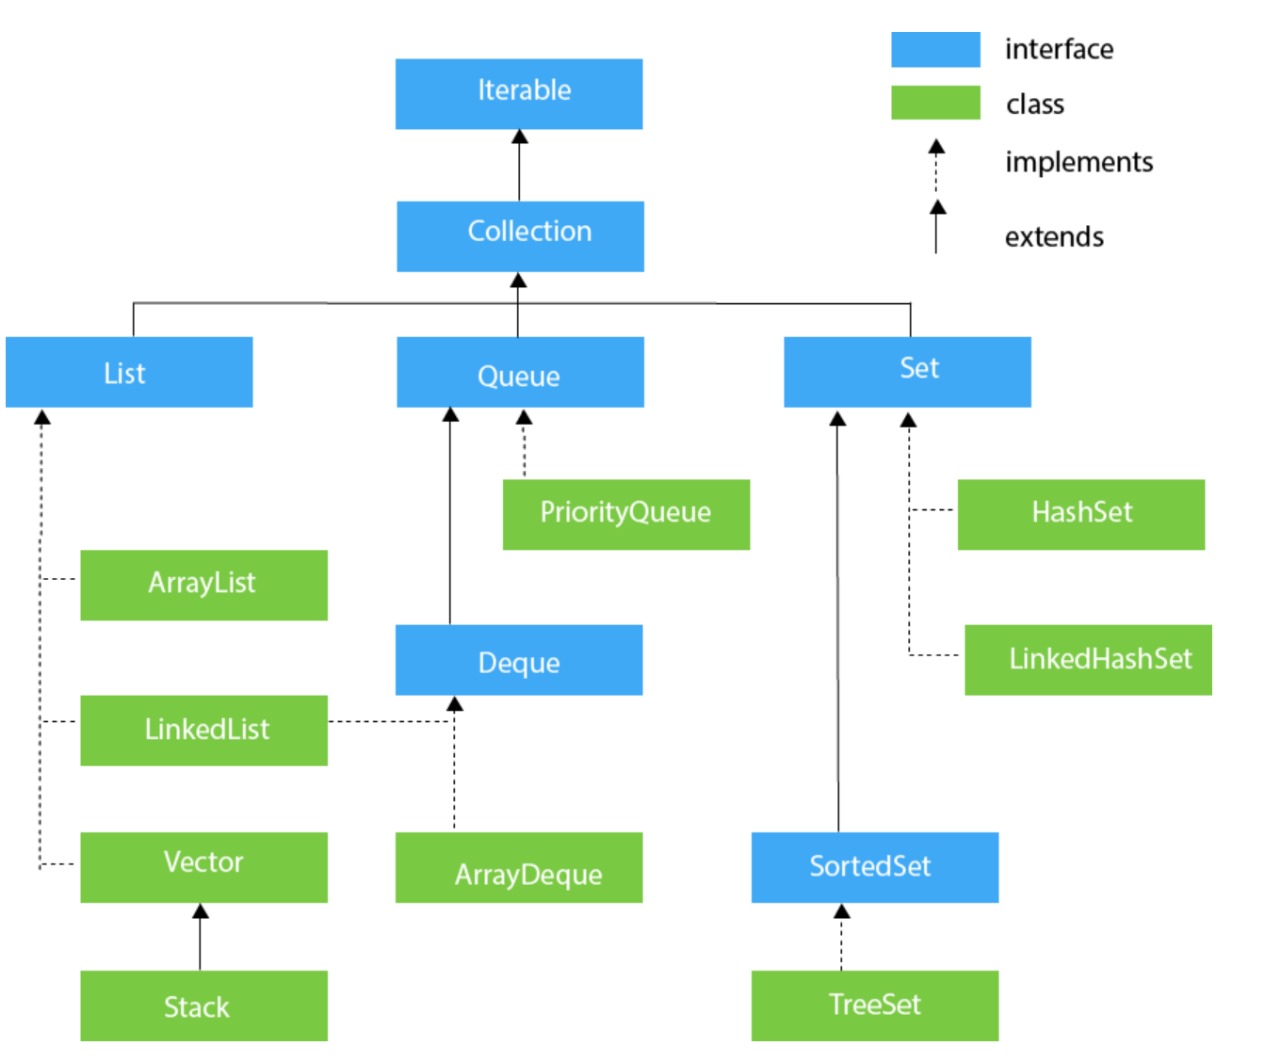 interface
class
implements
extends
Iterable
Collection
List
Queue
Set
PriorityQueue
HashSet
ArrayList
Deque
LinkedHashSet
LinkedList
Vector
ArrayDeque
SortedSet
Stack
TreeSet